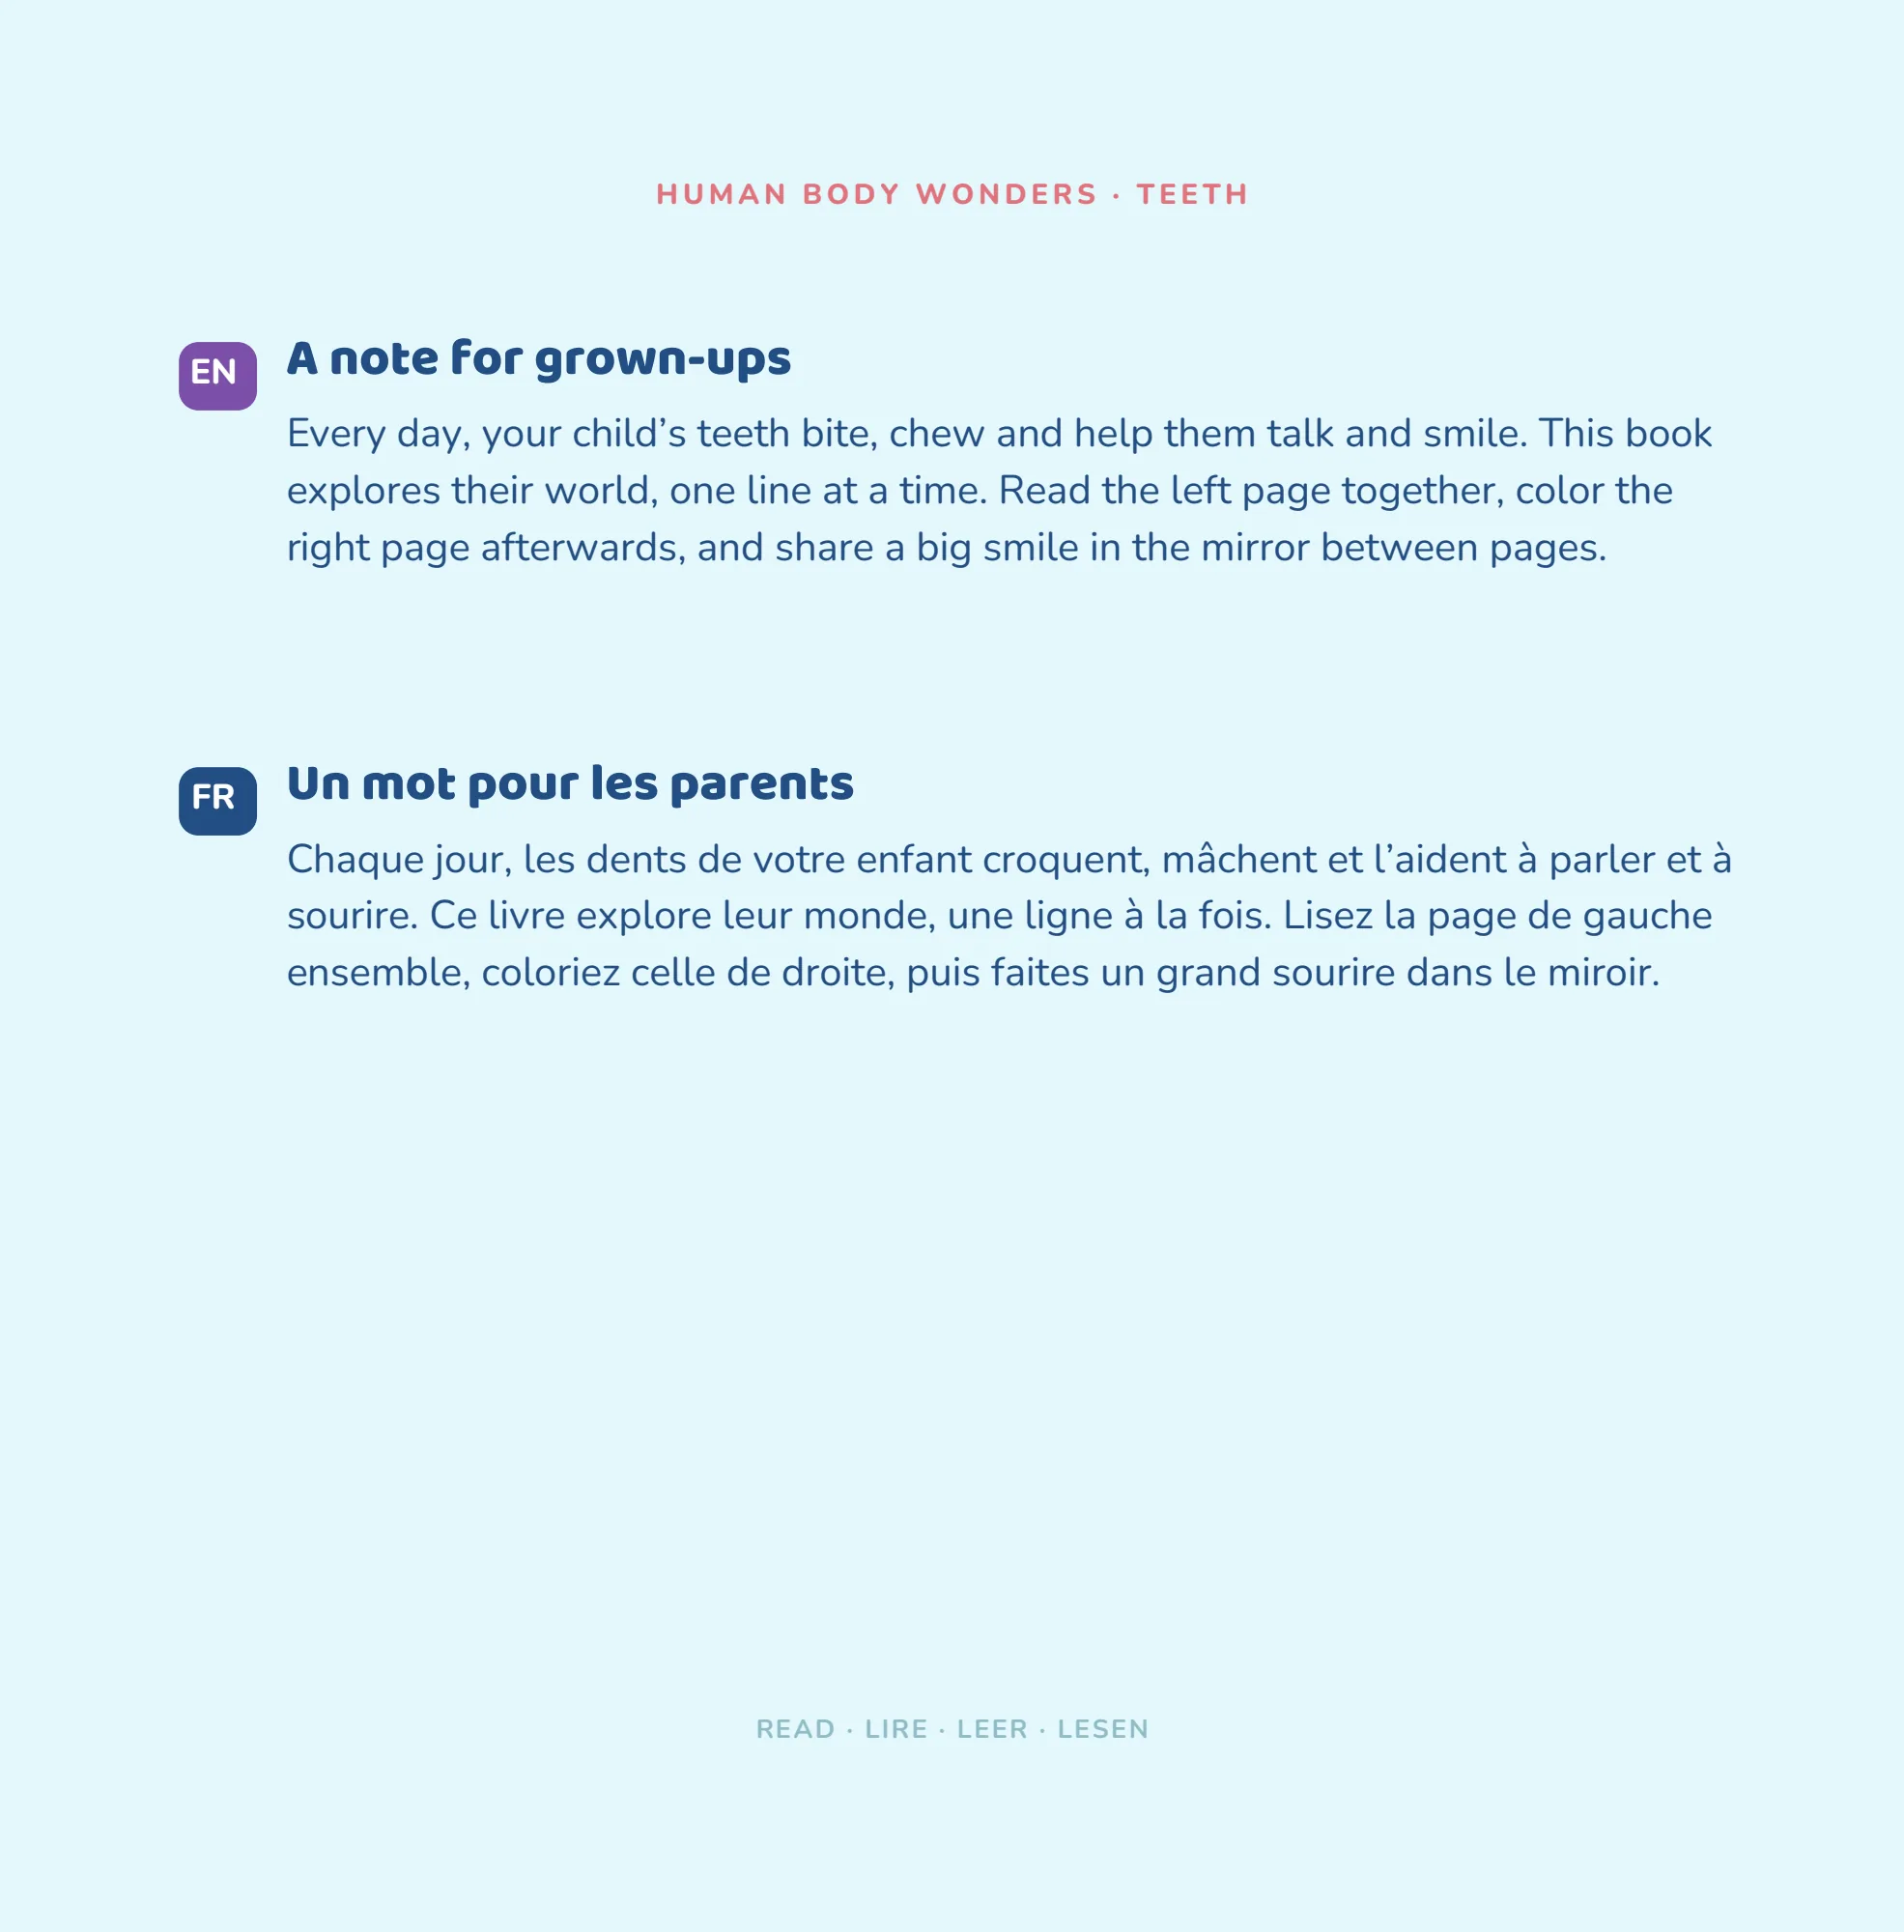 HUMAN BODY WONDERS · TEETH
EN
A note for grown-ups
Every day, your child’s teeth bite, chew and help them talk and smile. This book
explores their world, one line at a time. Read the left page together, color the
right page afterwards, and share a big smile in the mirror between pages.
FR
Un mot pour les parents
Chaque jour, les dents de votre enfant croquent, mâchent et l’aident à parler et à
sourire. Ce livre explore leur monde, une ligne à la fois. Lisez la page de gauche
ensemble, coloriez celle de droite, puis faites un grand sourire dans le miroir.
READ · LIRE · LEER · LESEN